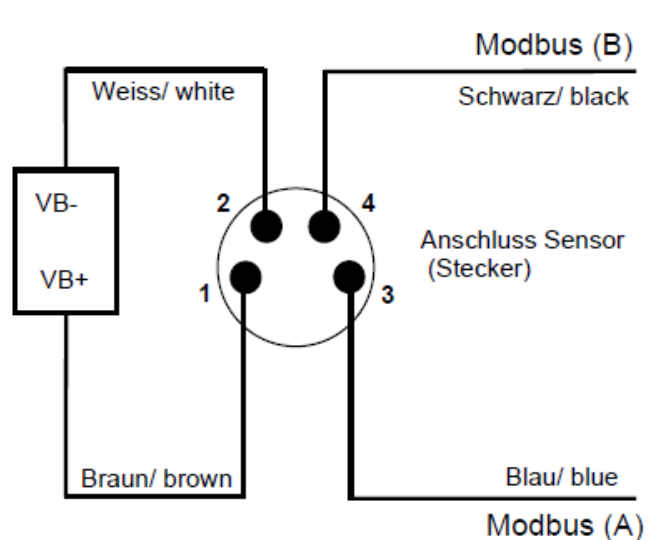 Modbus (B)
Weiss/ white
Schwarz/ black
VB-
2
4
Anschluss Sensor
(Stecker)
VB+
1
3
Braun/ brown
Blau/ blue
Modbus (A)